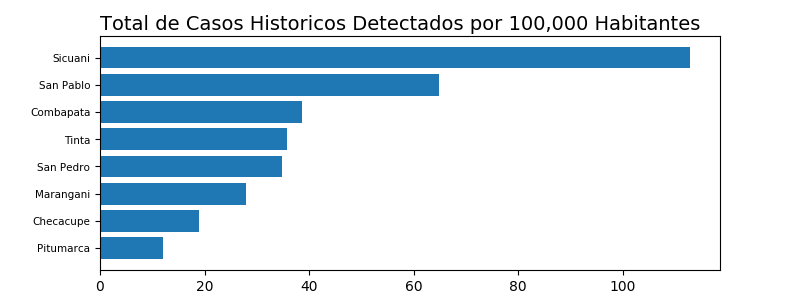 Total de Casos Historicos Detectados por 100,000 Habitantes
Sicuani
San Pablo
Combapata
Tinta
San Pedro
Marangani
Checacupe
Pitumarca
0 20 40 60 80 100